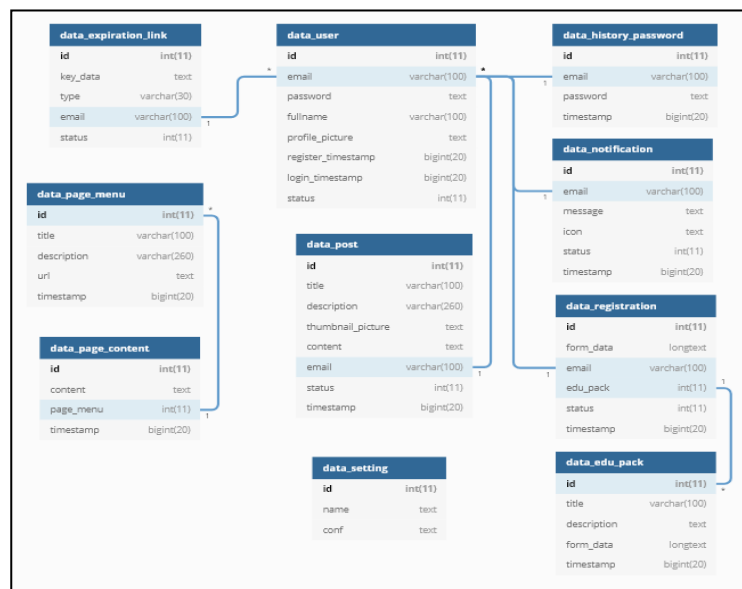 data_expiration_link
id int(11)
key_data text
type varchar(30)
email varchar(100)
status int(11)
data_user
id int(11)
email varchar(100)
password text
fullname varchar(100)
profile_picture text
register_timestamp bigint(20)
login_timestamp bigint(20)
status int(11)
data_history_password
id int(11)
email varchar(100)
password text
timestamp bigint(20)
data_notification
id int(11)
email varchar(100)
message text
icon text
status int(11)
timestamp bigint(20)
data_page_menu
id int(11)
title varchar(100)
description varchar(260)
url text
timestamp bigint(20)
data_post
id int(11)
title varchar(100)
description varchar(260)
thumbnail_picture text
content text
email varchar(100)
status int(11)
timestamp bigint(20)
data_registration
id int(11)
form_data longtext
email varchar(100)
edu_pack int(11)
status int(11)
timestamp bigint(20)
data_page_content
id int(11)
content text
page_menu int(11)
timestamp bigint(20)
data_setting
id int(11)
name text
conf text
data_edu_pack
id int(11)
title varchar(100)
description text
form_data longtext
timestamp bigint(20)
* 1
* 1
1
1
1
* 1
1 *